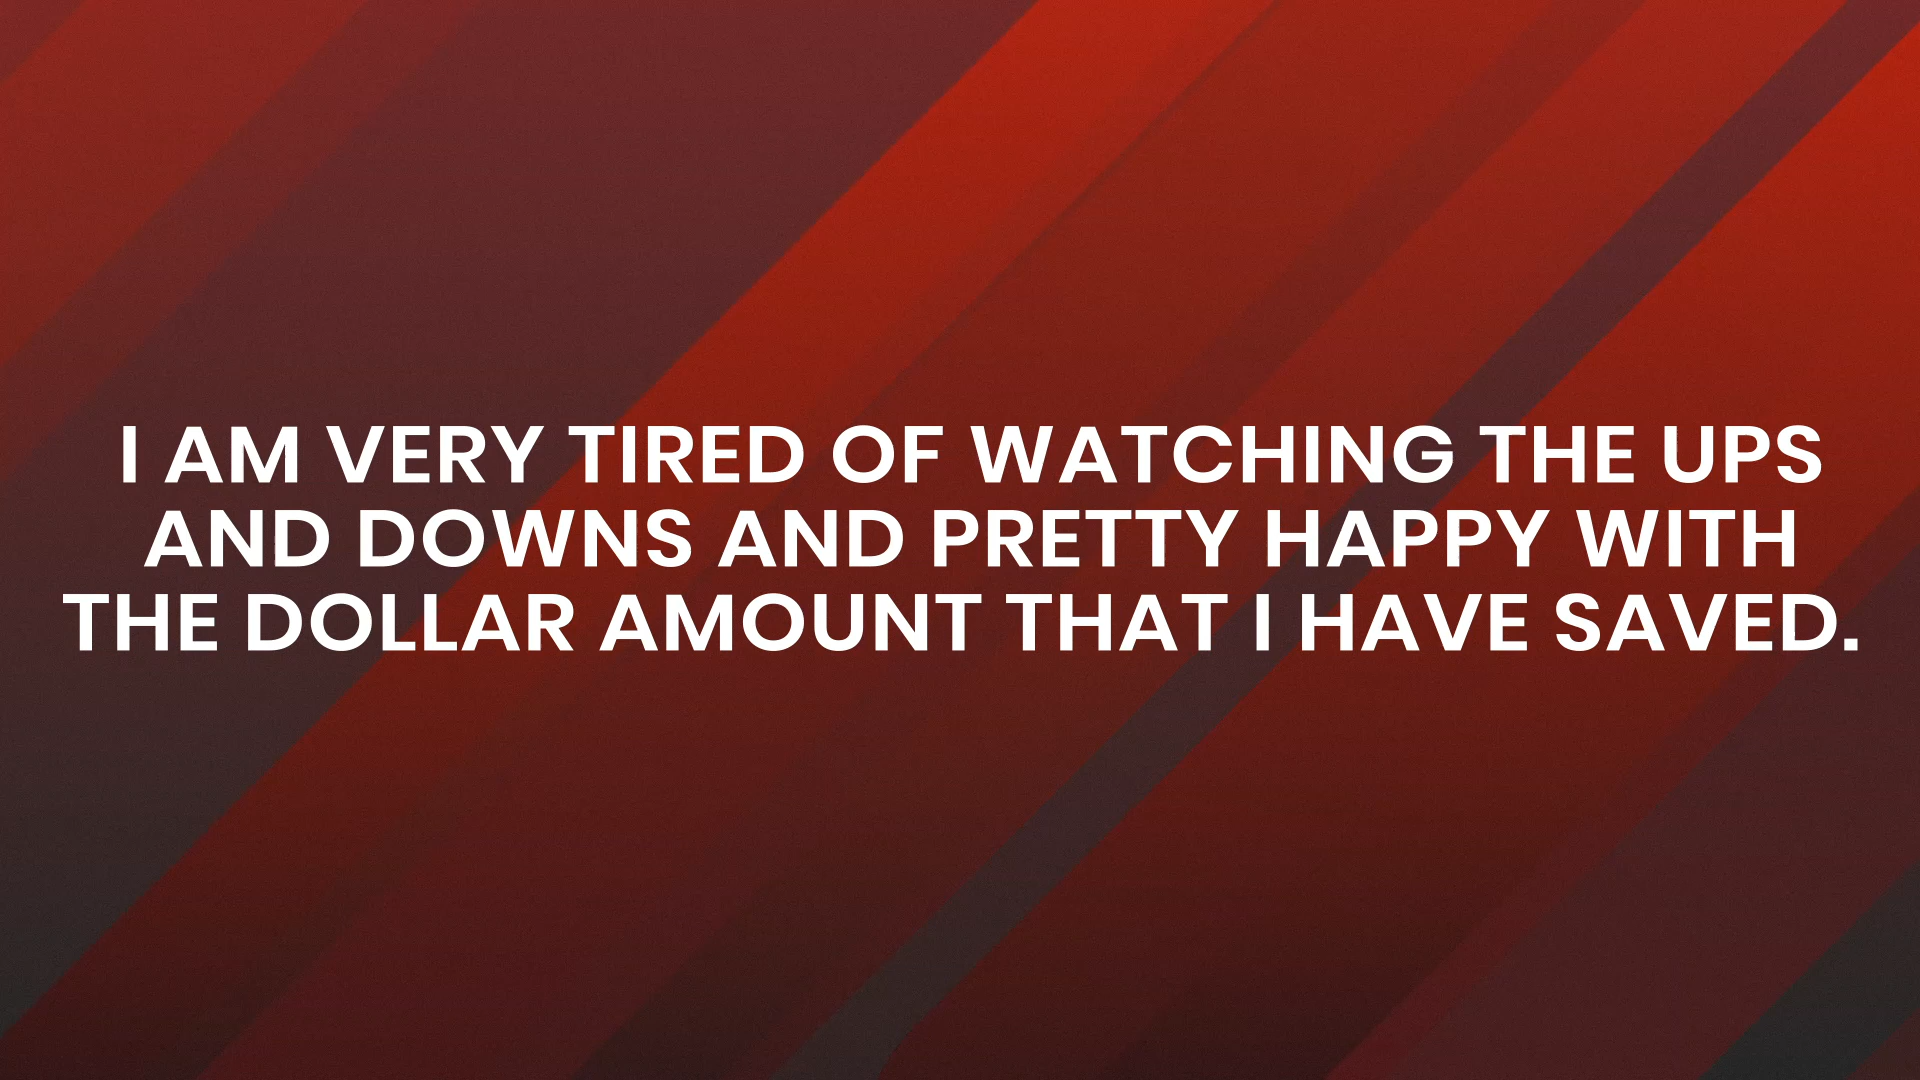 I AM VERY TIRED OF WATCHING THE UPS
AND DOWNS AND PRETTY HAPPY WITH
THE DOLLAR AMOUNT THAT I HAVE SAVED.